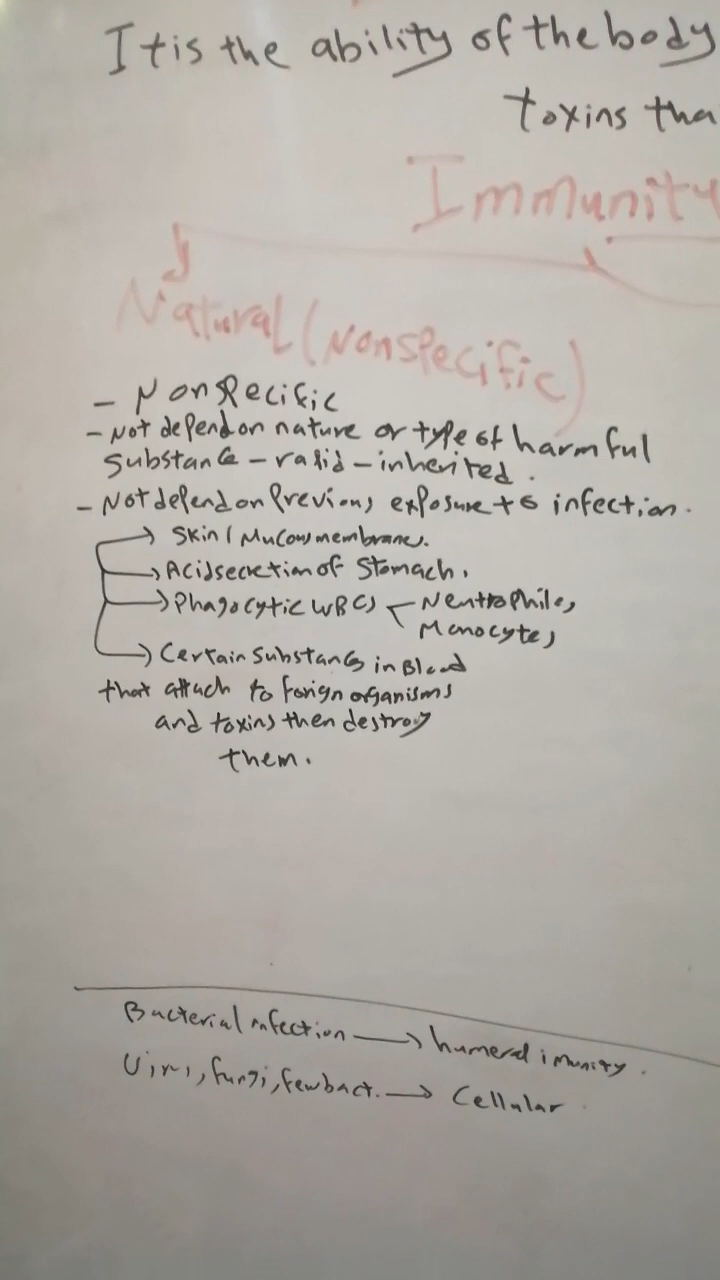 It is the ability of the body
toxins tha
Immunity
Natural (Nonspecific)
- Nonspecific
- Not depend on nature or type of harmful
substance - rapid - inherited.
- Not depend on Previous exposure to infection.
→ Skin / Mucous membranes.
→ Acid secretion of Stomach.
→ Phagocytic WBCs < Neutrophiles
Monocytes
→ Certain Substances in Blood
that attach to forign organisms
and toxins then destroy
them.
Bacterial infection → humeral imunity.
Virus, fungi, few bact. → Cellular